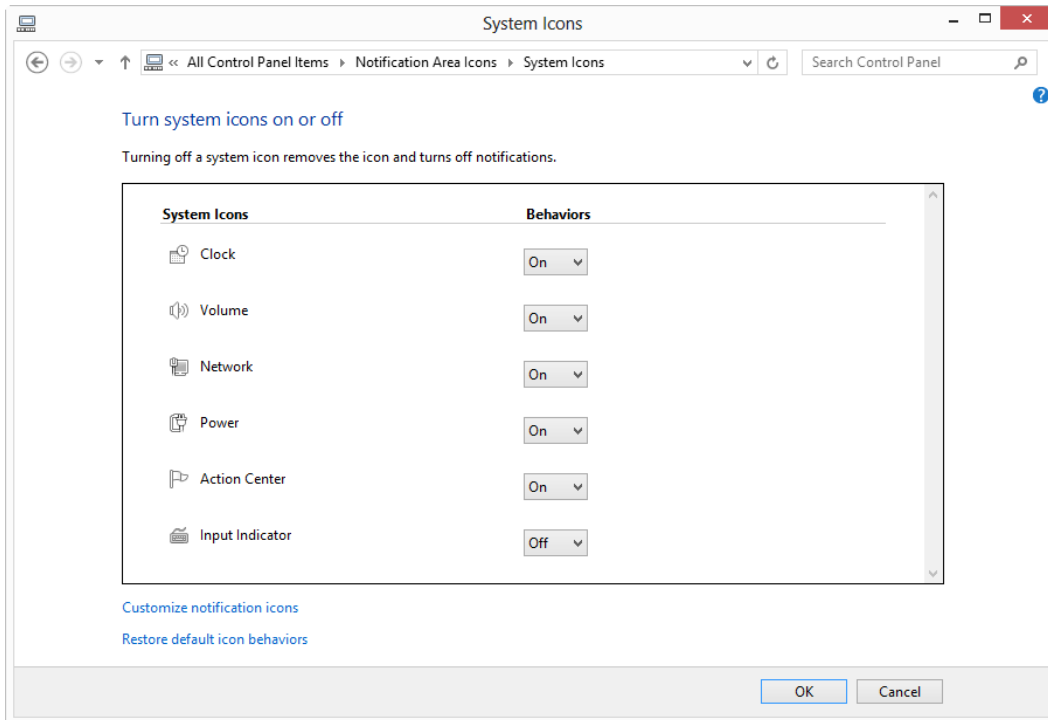 System Icons
« All Control Panel Items Notification Area Icons System Icons Search Control Panel
?
Turn system icons on or off
Turning off a system icon removes the icon and turns off notifications.
System Icons Behaviors
Clock On
Volume On
Network On
Power On
Action Center On
Input Indicator Off
Customize notification icons
Restore default icon behaviors
OK Cancel